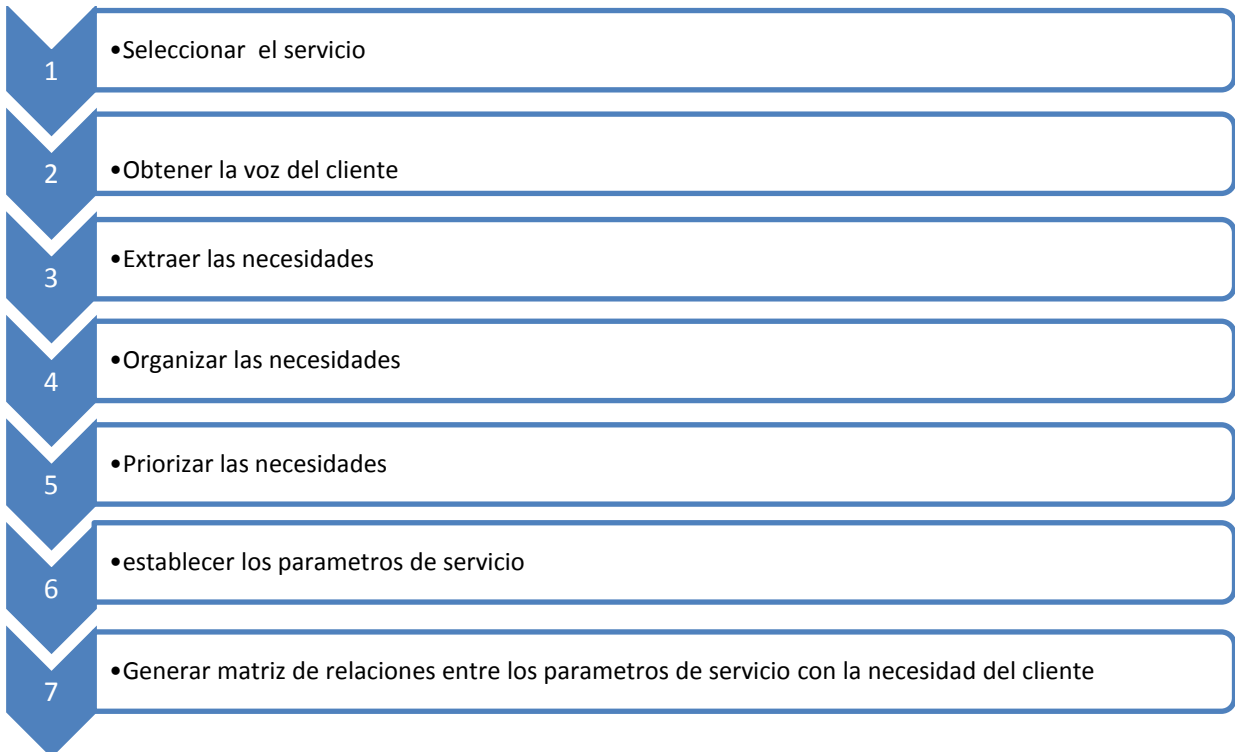 1
•Seleccionar  el servicio
2
•Obtener la voz del cliente
3
•Extraer las necesidades
4
•Organizar las necesidades
5
•Priorizar las necesidades
6
•establecer los parametros de servicio
7
•Generar matriz de relaciones entre los parametros de servicio con la necesidad del cliente